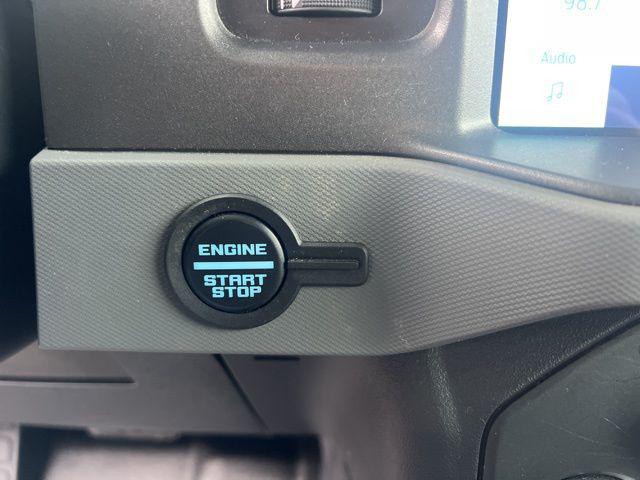 98.7
Audio
ENGINE
START
STOP